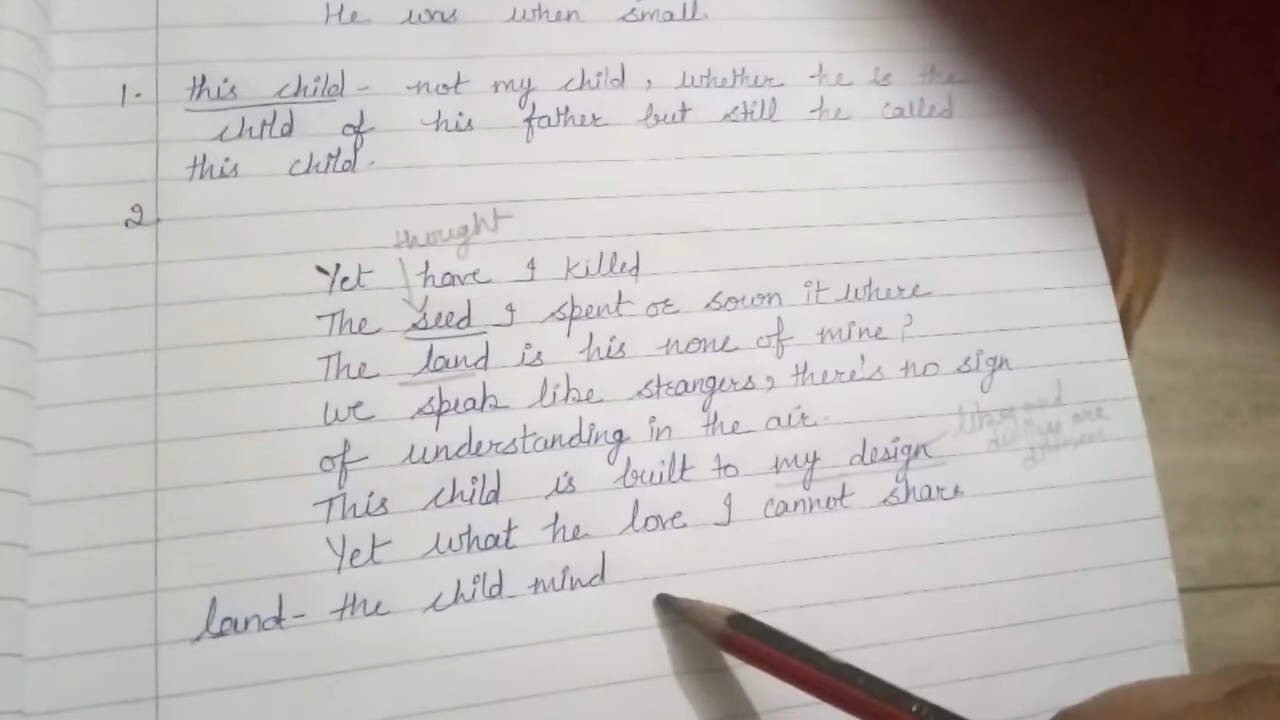 He was when small.
1. this child - not my child, whether he is the
child of his father but still he called
this child.
2.
thought
Yet have I killed
The seed I spent or sown it where
The land is his none of mine?
We speak like strangers, there's no sign
of understanding in the air.
This child is built to my design
Yet what he love I cannot share
land - the child mind